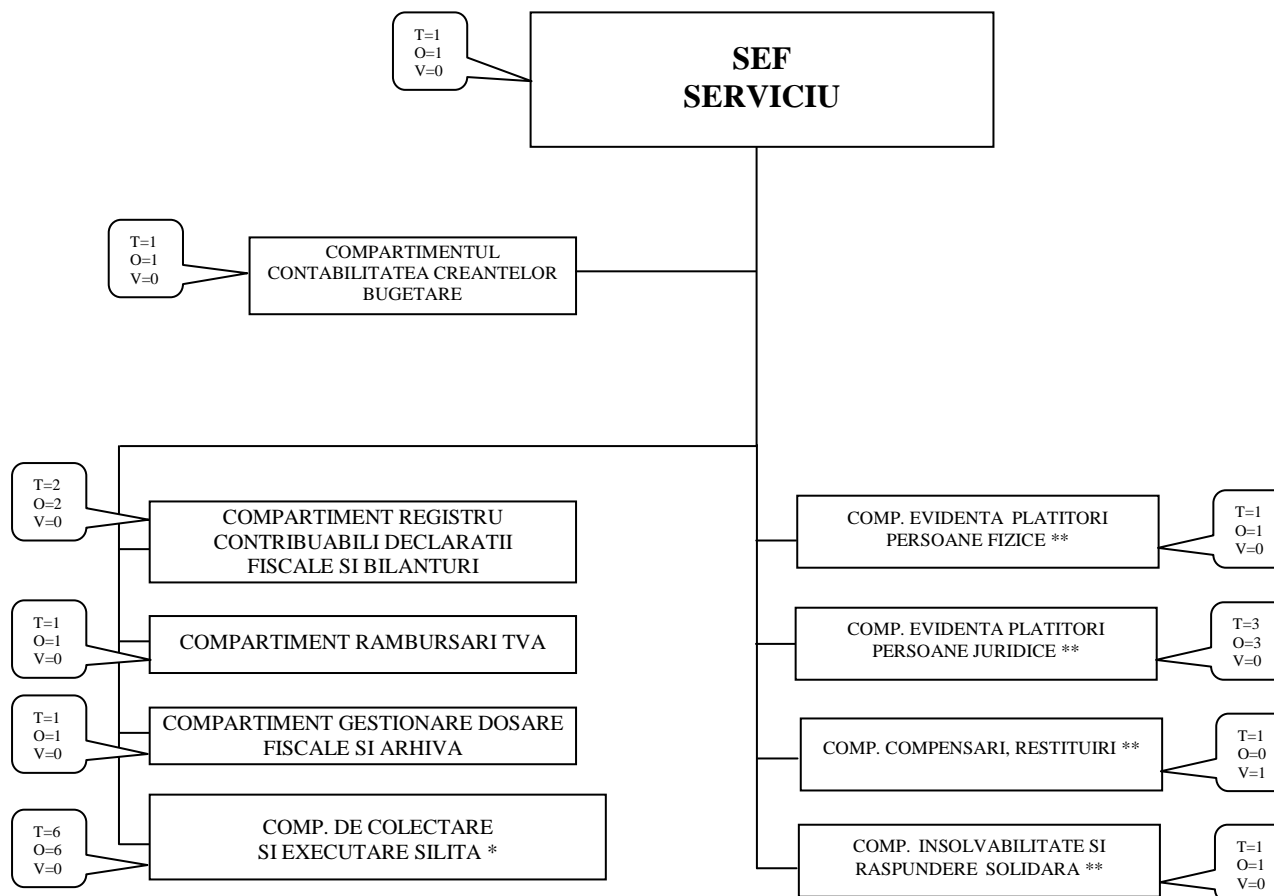 T=1
O=1
V=0
SEF
SERVICIU
T=1
O=1
V=0
COMPARTIMENTUL
CONTABILITATEA CREANTELOR
BUGETARE
T=2
O=2
V=0
COMPARTIMENT REGISTRU
CONTRIBUABILI DECLARATII
FISCALE SI BILANTURI
T=1
O=1
V=0
COMPARTIMENT RAMBURSARI TVA
T=1
O=1
V=0
COMPARTIMENT GESTIONARE DOSARE
FISCALE SI ARHIVA
T=6
O=6
V=0
COMP. DE COLECTARE
SI EXECUTARE SILITA *
COMP. EVIDENTA PLATITORI
PERSOANE FIZICE **
T=1
O=1
V=0
COMP. EVIDENTA PLATITORI
PERSOANE JURIDICE **
T=3
O=3
V=0
COMP. COMPENSARI, RESTITUIRI **
T=1
O=0
V=1
COMP. INSOLVABILITATE SI
RASPUNDERE SOLIDARA **
T=1
O=1
V=0